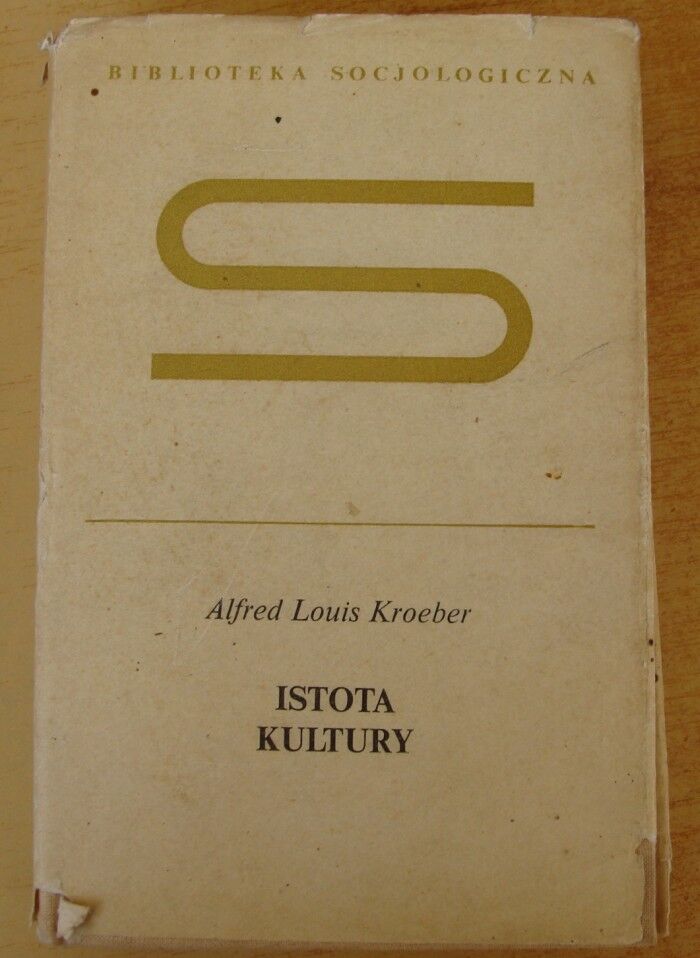 BIBLIOTEKA SOCJOLOGICZNA
S
Alfred Louis Kroeber
ISTOTA
KULTURY